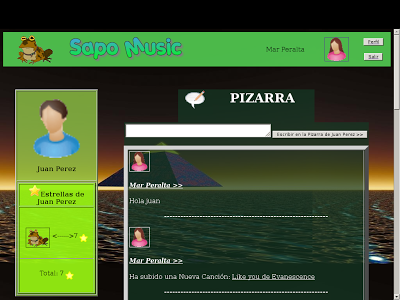 Sapo Music
Mar Peralta
Perfil
Salir
PIZARRA
Escribir en la Pizarra de Juan Perez >>
Juan Perez
Estrellas de
Juan Perez
<----->7
Total: 7
Mar Peralta >>
Hola juan
Mar Peralta >>
Ha subido una Nueva Canción: Like you de Evanescence